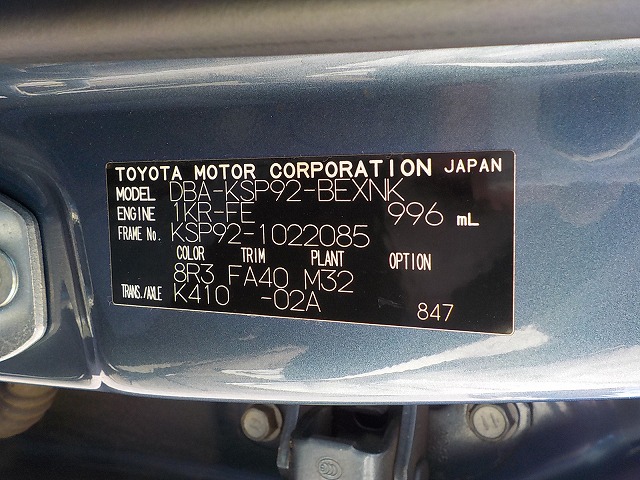 TOYOTA MOTOR CORPORATION JAPAN
MODEL DBA-KSP92-BEXNK
ENGINE 1KR-FE 996 mL
FRAME No. KSP92-1022085
COLOR TRIM PLANT OPTION
8R3 FA40 M32
TRANS./AXLE K410 -02A
847